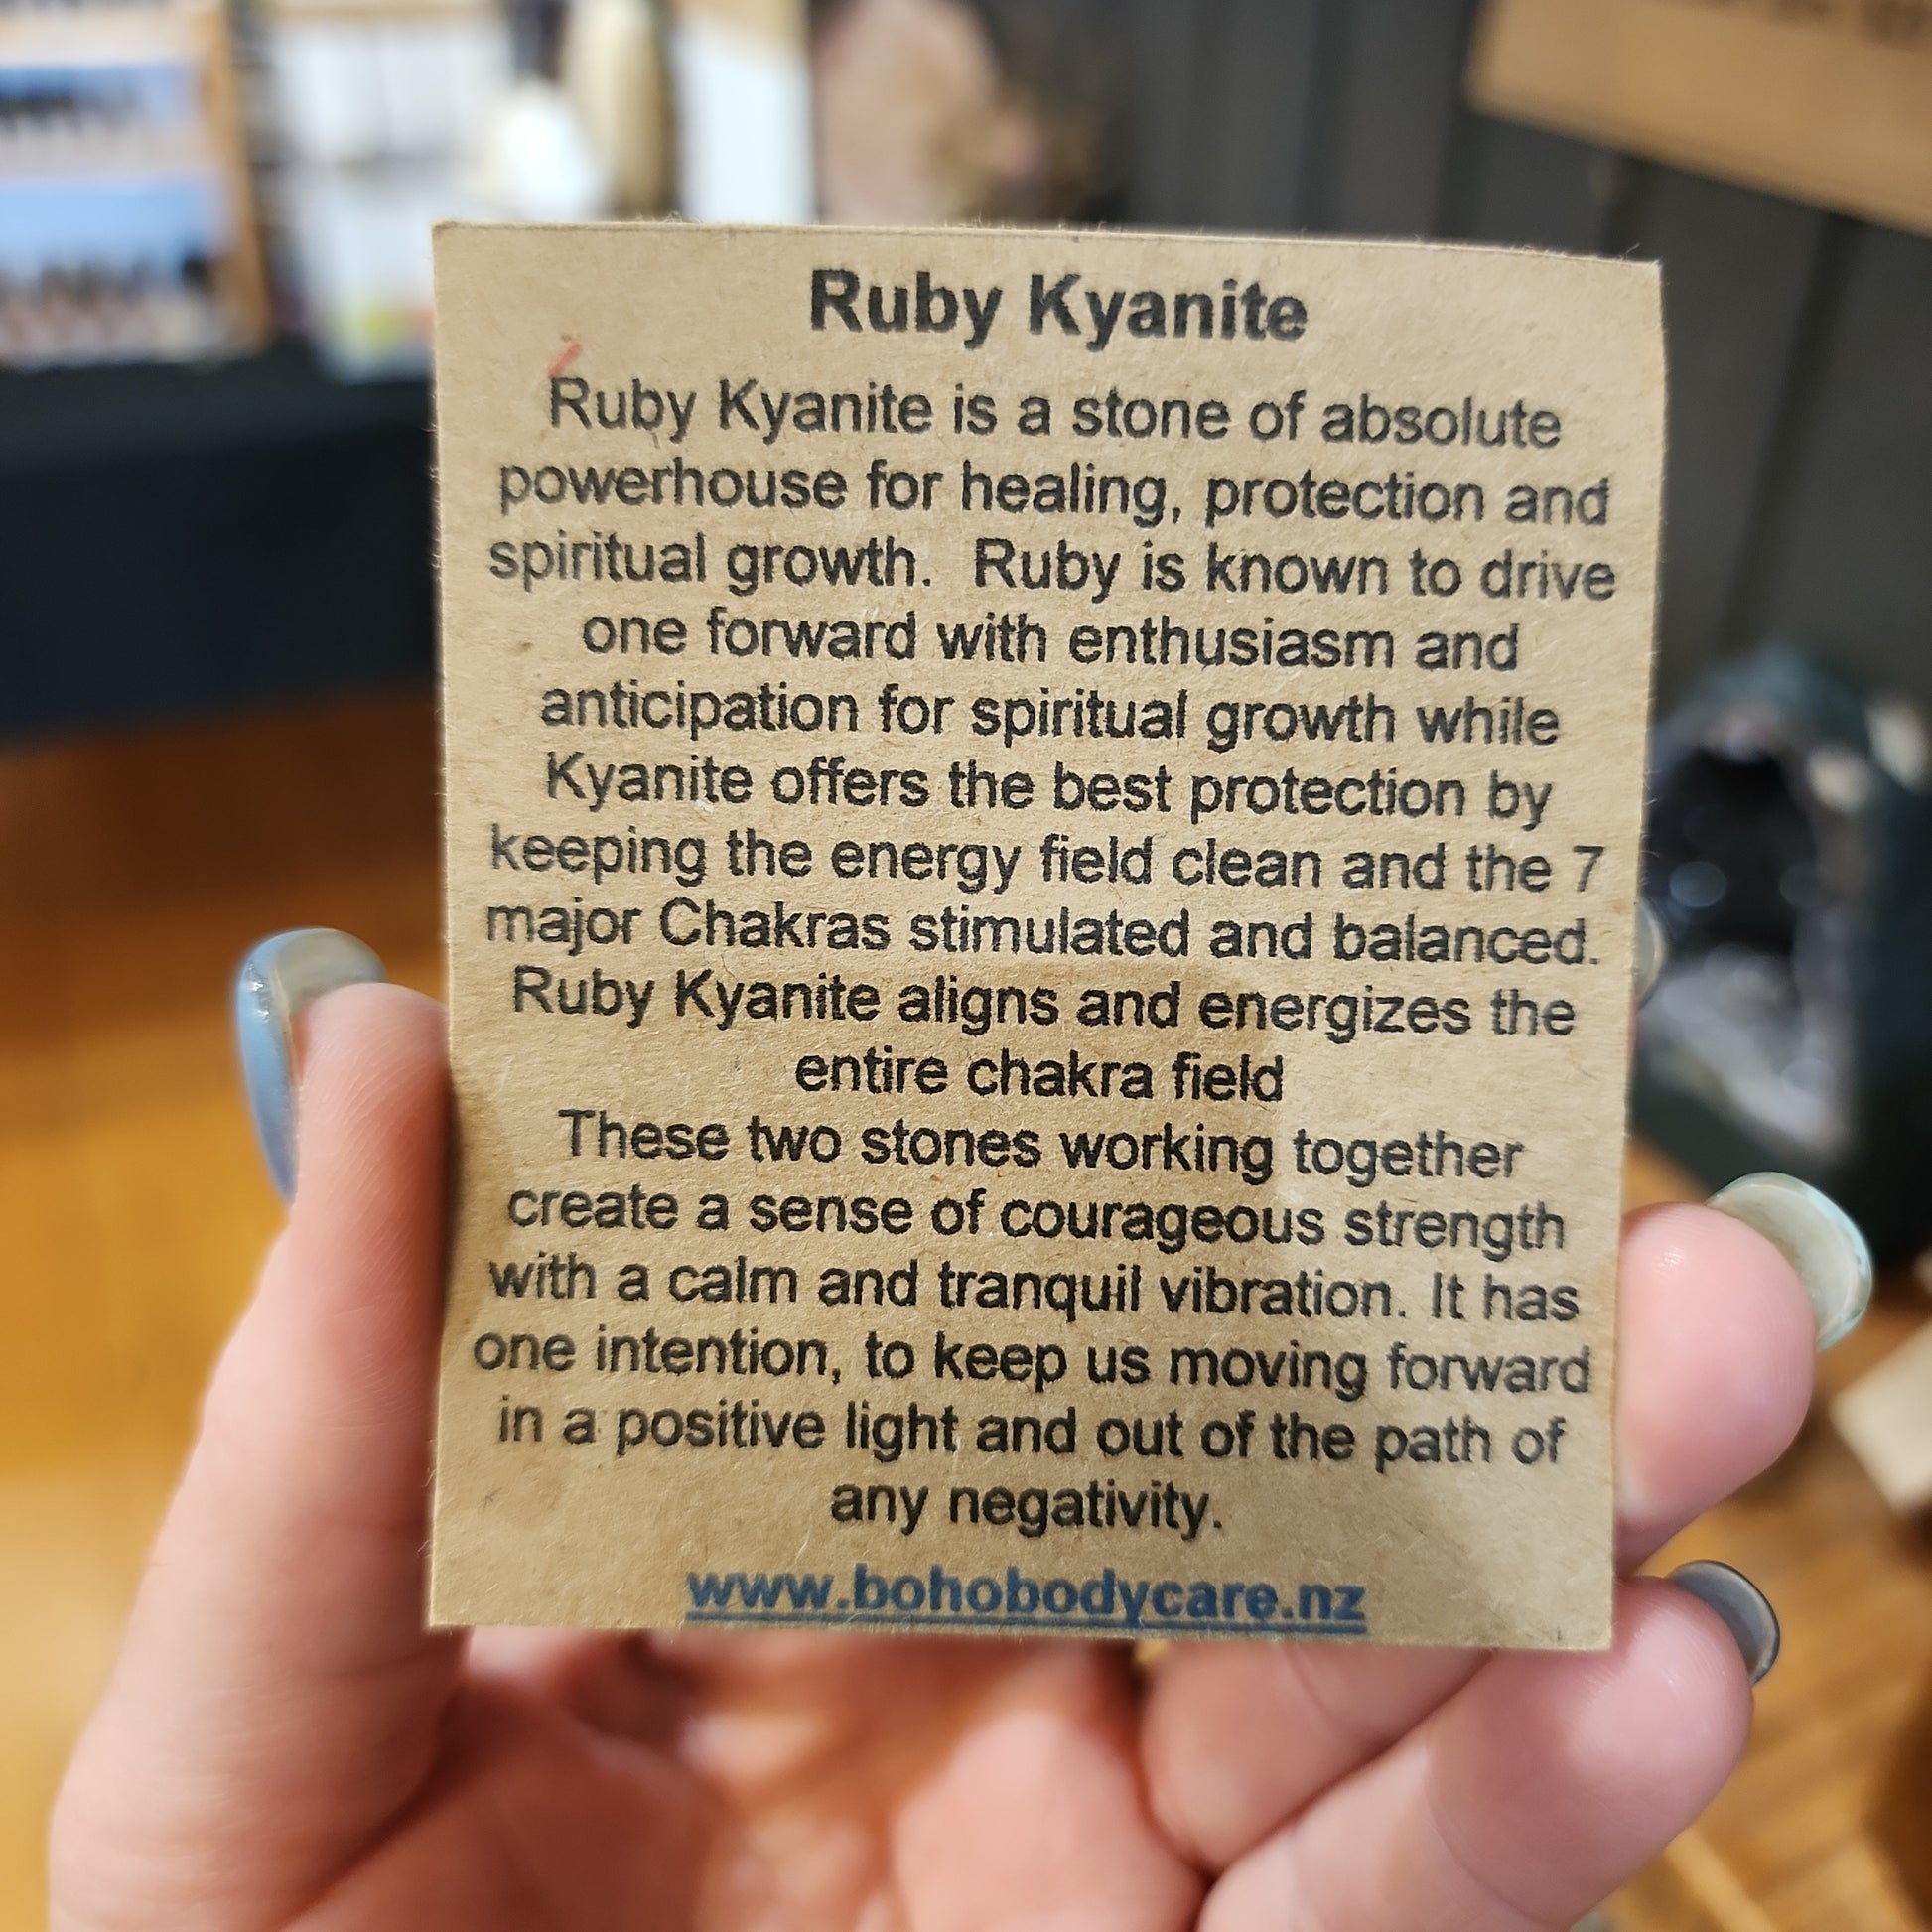 Ruby Kyanite
Ruby Kyanite is a stone of absolute
powerhouse for healing, protection and
spiritual growth.  Ruby is known to drive
one forward with enthusiasm and
anticipation for spiritual growth while
Kyanite offers the best protection by
keeping the energy field clean and the 7
major Chakras stimulated and balanced.
Ruby Kyanite aligns and energizes the
entire chakra field
These two stones working together
create a sense of courageous strength
with a calm and tranquil vibration. It has
one intention, to keep us moving forward
in a positive light and out of the path of
any negativity.
www.bohobodycare.nz